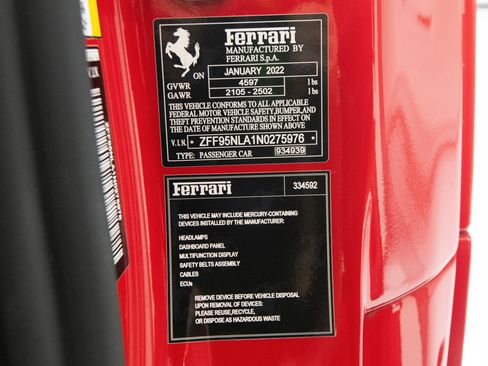 Ferrari
MANUFACTURED BY
FERRARI S.p.A.
ON JANUARY 2022
GVWR 4597 lbs
GAWR 2105 - 2502 lbs
THIS VEHICLE CONFORMS TO ALL APPLICABLE
FEDERAL MOTOR VEHICLE SAFETY,BUMPER,AND
THEFT PREVENTION STANDARDS IN EFFECT ON
THE DATE OF MANUFACTURE SHOWN ABOVE
V.I.N. * ZFF95NLA1N0275976 *
TYPE: PASSENGER CAR 934939
Ferrari 334592
THIS VEHICLE MAY INCLUDE MERCURY-CONTAINING
DEVICES INSTALLED BY THE MANUFACTURER:
HEADLAMPS
DASHBOARD PANEL
MULTIFUNCTION DISPLAY
SAFETY BELTS ASSEMBLY
CABLES
ECUs
REMOVE DEVICE BEFORE VEHICLE DISPOSAL
UPON REMOVAL OF DEVICES:
PLEASE REUSE,RECYCLE,
OR DISPOSE AS HAZARDOUS WASTE